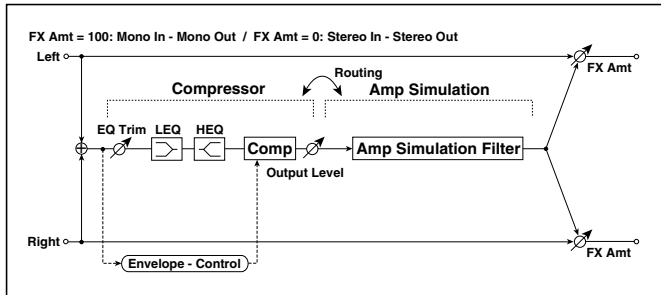 FX Amt = 100: Mono In - Mono Out / FX Amt = 0: Stereo In - Stereo Out
Left
FX Amt
Routing
Compressor
Amp Simulation
EQ Trim
LEQ
HEQ
Comp
Output Level
Amp Simulation Filter
Right
FX Amt
Envelope - Control